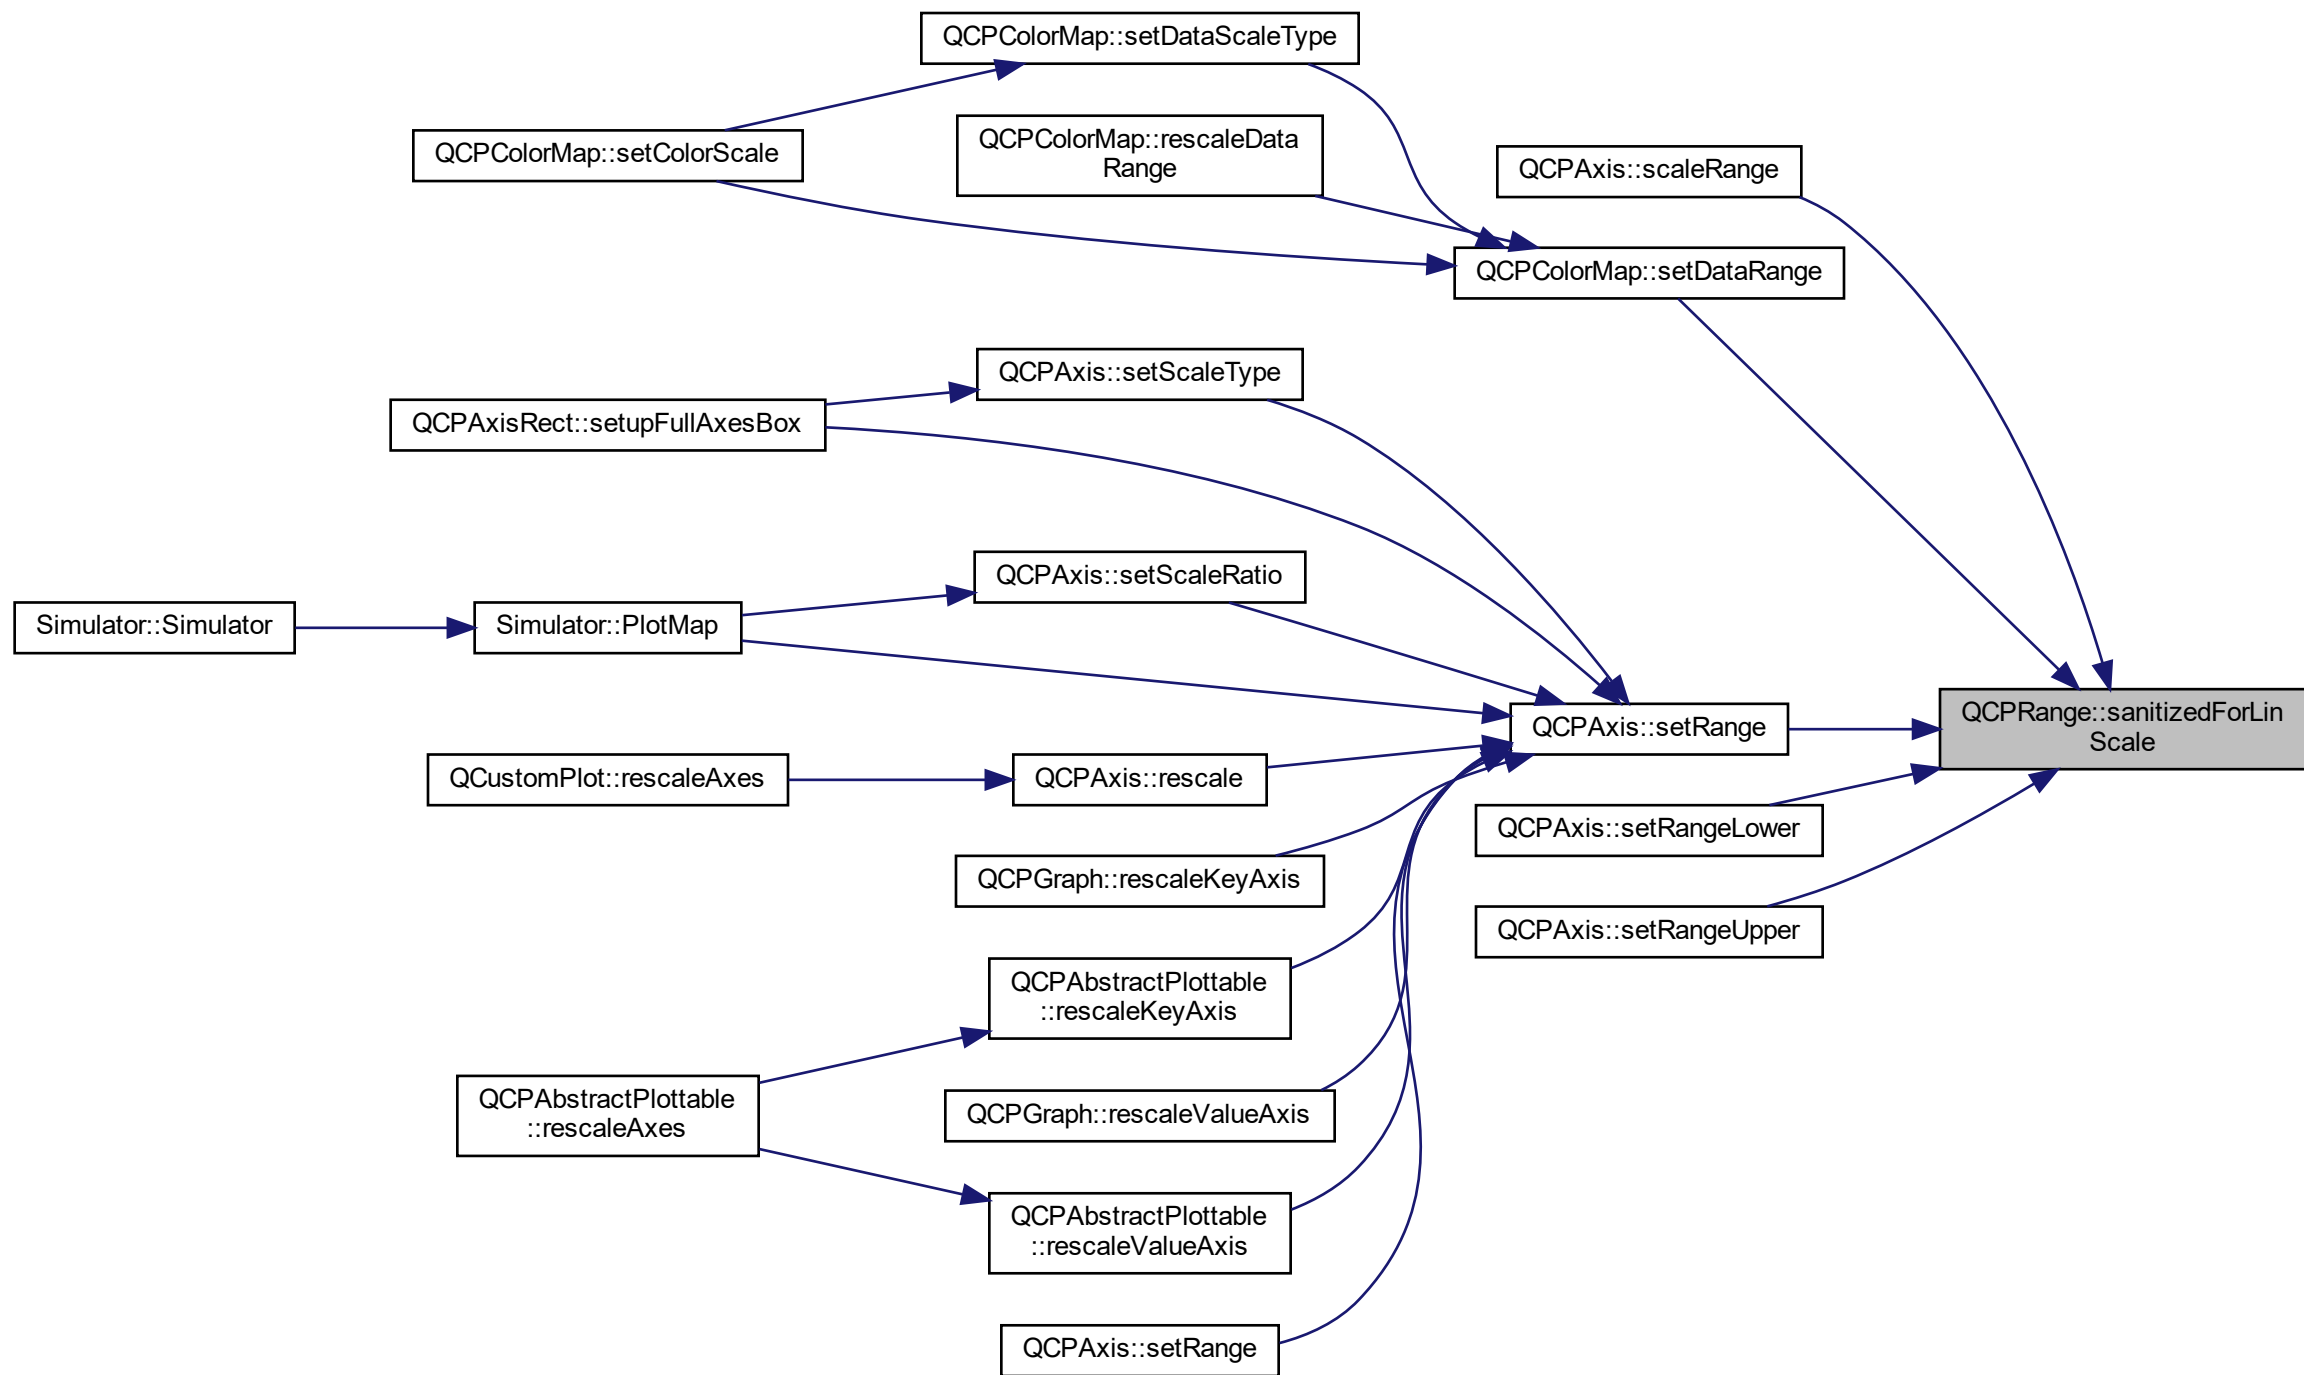 QCPColorMap::setDataScaleType
QCPColorMap::setColorScale
QCPColorMap::rescaleData
Range
QCPAxis::scaleRange
QCPColorMap::setDataRange
QCPAxis::setScaleType
QCPAxisRect::setupFullAxesBox
QCPAxis::setScaleRatio
Simulator::Simulator
Simulator::PlotMap
QCPAxis::setRange
QCPRange::sanitizedForLin
Scale
QCustomPlot::rescaleAxes
QCPAxis::rescale
QCPAxis::setRangeLower
QCPGraph::rescaleKeyAxis
QCPAxis::setRangeUpper
QCPAbstractPlottable
::rescaleKeyAxis
QCPAbstractPlottable
::rescaleAxes
QCPGraph::rescaleValueAxis
QCPAbstractPlottable
::rescaleValueAxis
QCPAxis::setRange